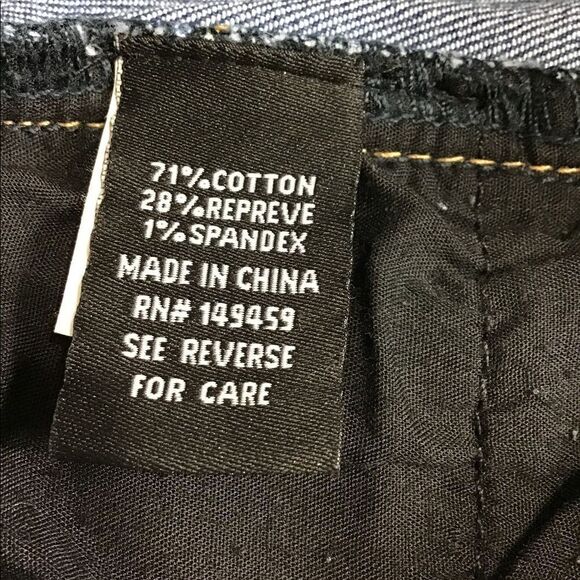 71%COTTON
28%REPREVE
1%SPANDEX
MADE IN CHINA
RN# 149459
SEE REVERSE
FOR CARE